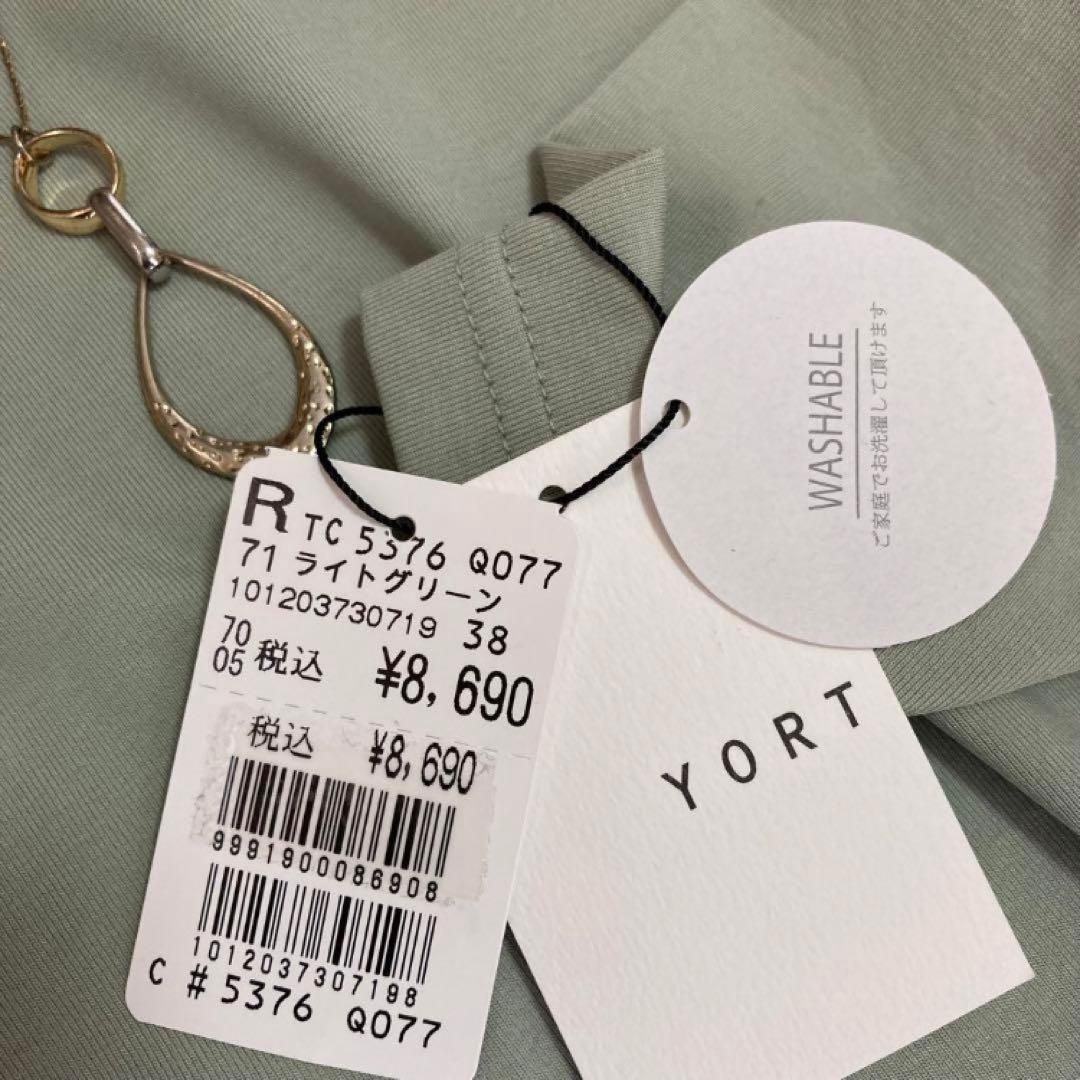 R TC 5376 Q077
71 ライトグリーン
101203730719 38
70
05 税込 ¥8,690
税込 ¥8,690
9991900086908
1012037307198
C # 5376 Q077
WASHABLE
ご家庭でお洗濯して頂けます
YORT